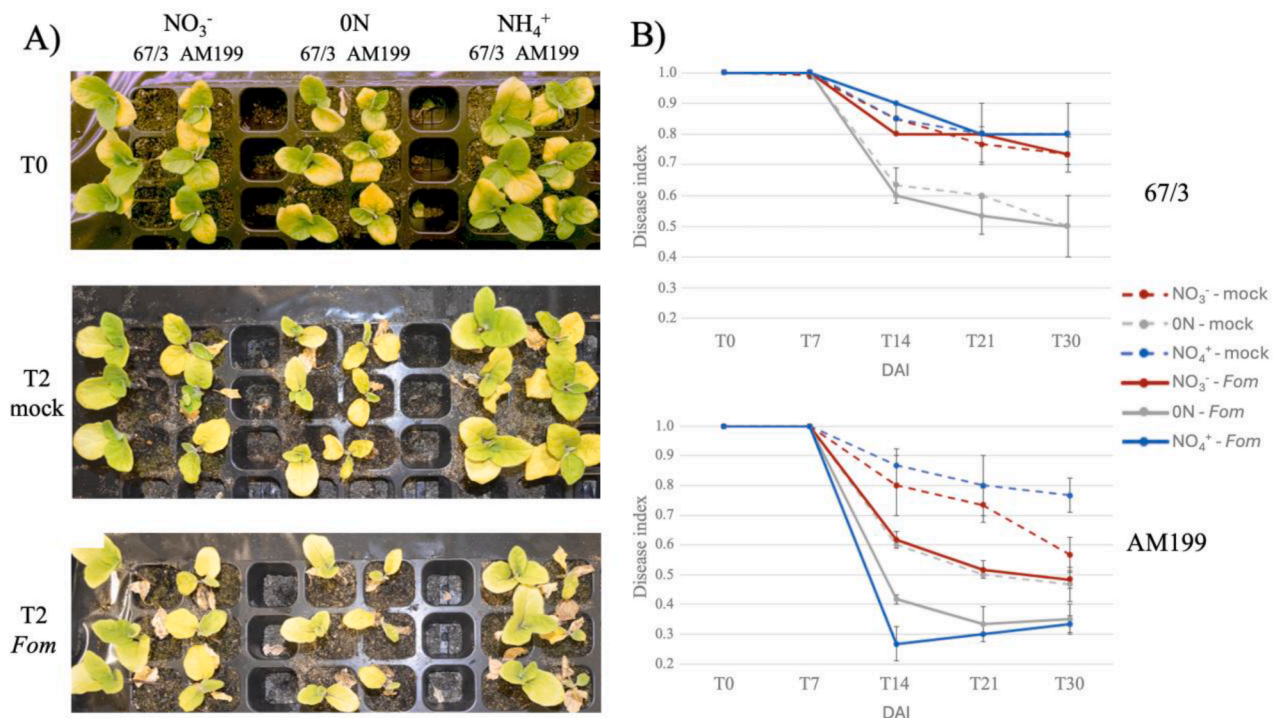 A)
NO₃⁻ 0N NH₄⁺
67/3 AM199 67/3 AM199 67/3 AM199
T0
T2
mock
T2
Fom
B)
Disease index
1.0
0.9
0.8
0.7
0.6
0.5
0.4
0.3
0.2
T0 T7 T14 T21 T30
DAI
67/3
NO₃⁻ - mock
0N - mock
NO₄⁺ - mock
NO₃⁻ - Fom
0N - Fom
NO₄⁺ - Fom
Disease index
1.0
0.9
0.8
0.7
0.6
0.5
0.4
0.3
0.2
T0 T7 T14 T21 T30
DAI
AM199